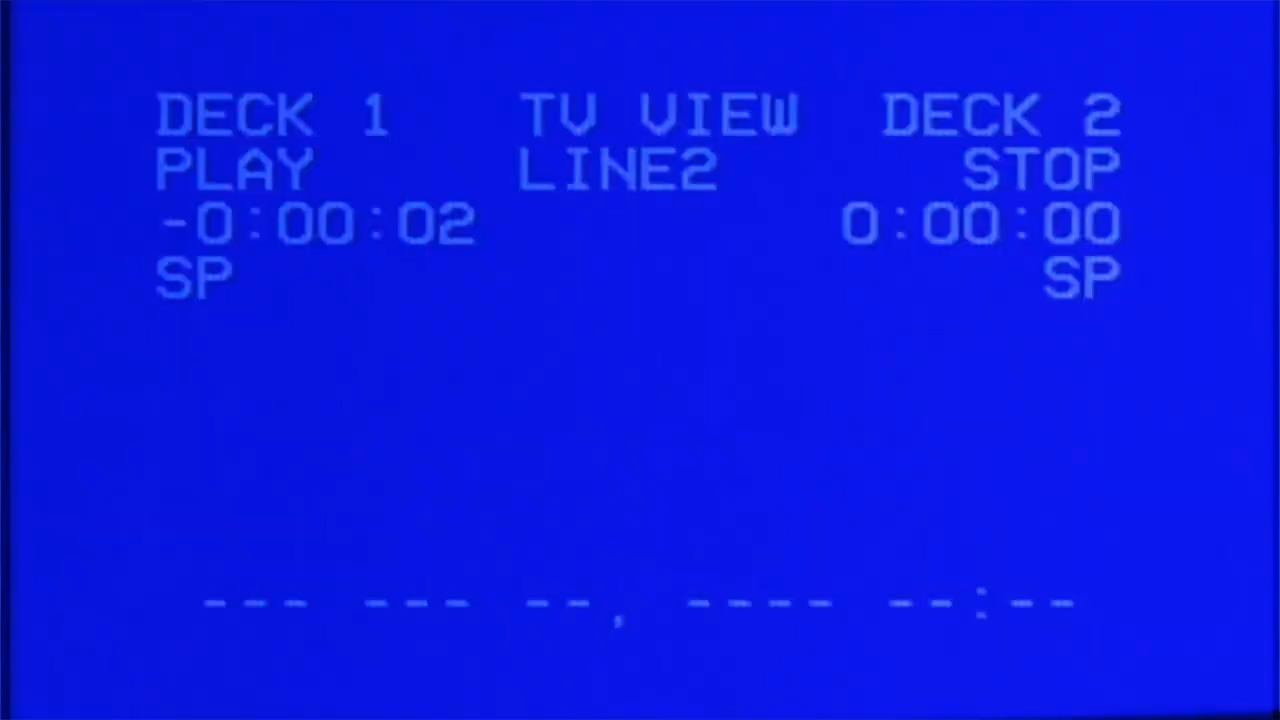 DECK 1 TV VIEW DECK 2
PLAY LINE2 STOP
-0:00:02 0:00:00
SP SP
--- --- --, ---- --:--